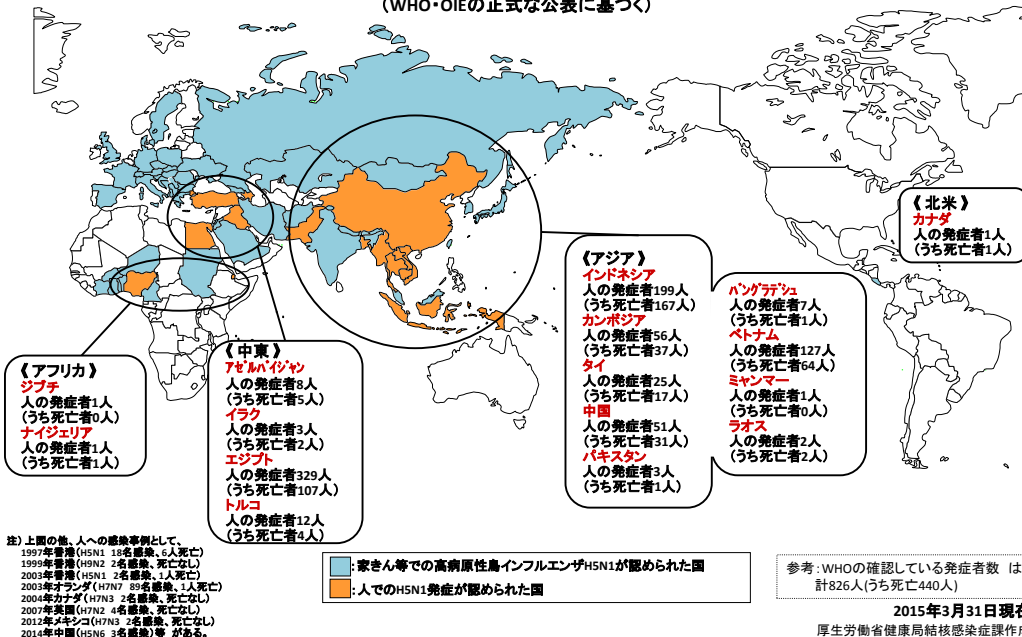 (WHO・OIEの正式な公表に基づく)
《 北米 》
カナダ
人の発症者1人
(うち死亡者1人)
《アジア》
インドネシア
人の発症者199人
(うち死亡者167人)
カンボジア
人の発症者56人
(うち死亡者37人)
タイ
人の発症者25人
(うち死亡者17人)
中国
人の発症者51人
(うち死亡者31人)
パキスタン
人の発症者3人
(うち死亡者1人)
バングラデシュ
人の発症者7人
(うち死亡者1人)
ベトナム
人の発症者127人
(うち死亡者64人)
ミャンマー
人の発症者1人
(うち死亡者0人)
ラオス
人の発症者2人
(うち死亡者2人)
《 中東 》
アゼルバイジャン
人の発症者8人
(うち死亡者5人)
イラク
人の発症者3人
(うち死亡者2人)
エジプト
人の発症者329人
(うち死亡者107人)
トルコ
人の発症者12人
(うち死亡者4人)
《 アフリカ 》
ジブチ
人の発症者1人
(うち死亡者0人)
ナイジェリア
人の発症者1人
(うち死亡者1人)
注) 上図の他、人への感染事例として、
1997年香港(H5N1 18名感染、6人死亡)
1999年香港(H9N2 2名感染、死亡なし)
2003年香港(H5N1 2名感染、1人死亡)
2003年オランダ(H7N7 89名感染、1人死亡)
2004年カナダ(H7N3 2名感染、死亡なし)
2007年英国(H7N2 4名感染、死亡なし)
2012年メキシコ(H7N3 2名感染、死亡なし)
2014年中国(H5N6 3名感染)等 がある。
:家きん等での高病原性鳥インフルエンザH5N1が認められた国
:人でのH5N1発症が認められた国
参考:WHOの確認している発症者数 は
計826人(うち死亡440人)
2015年3月31日現在
厚生労働省健康局結核感染症課作成